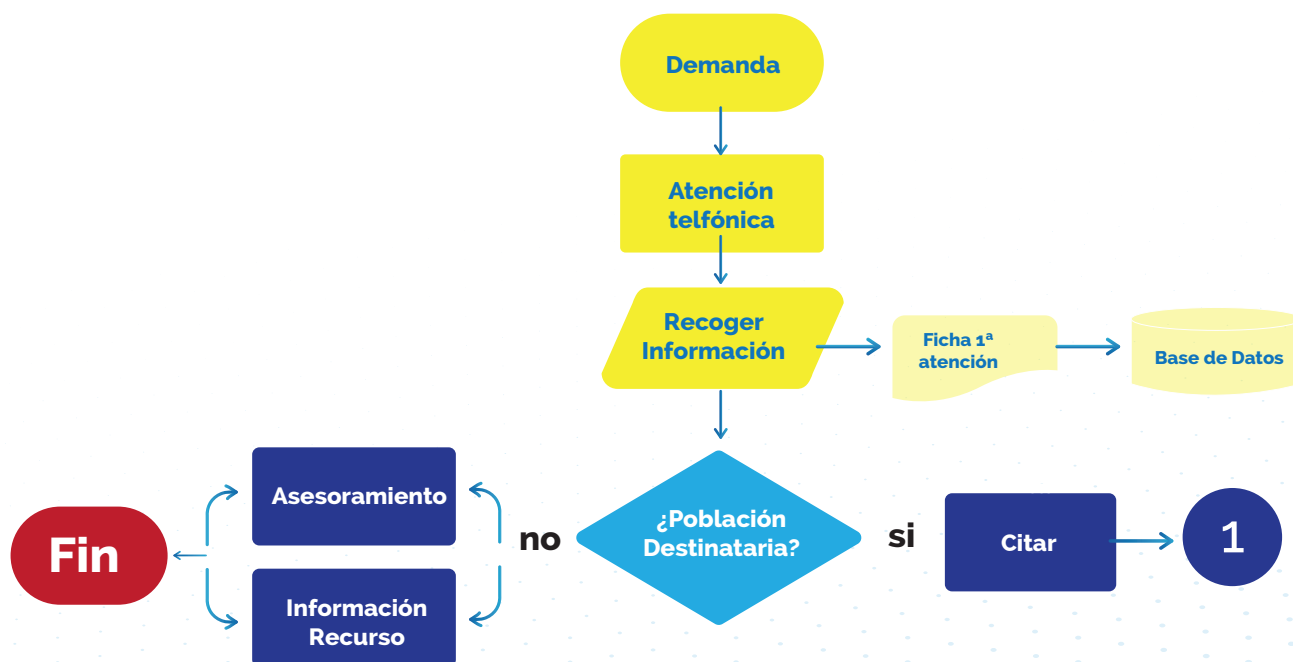 Demanda
Atención
telfónica
Recoger
Información
Ficha 1ª
atención
Base de Datos
¿Población
Destinataria?
no
si
Asesoramiento
Información
Recurso
Fin
Citar
1